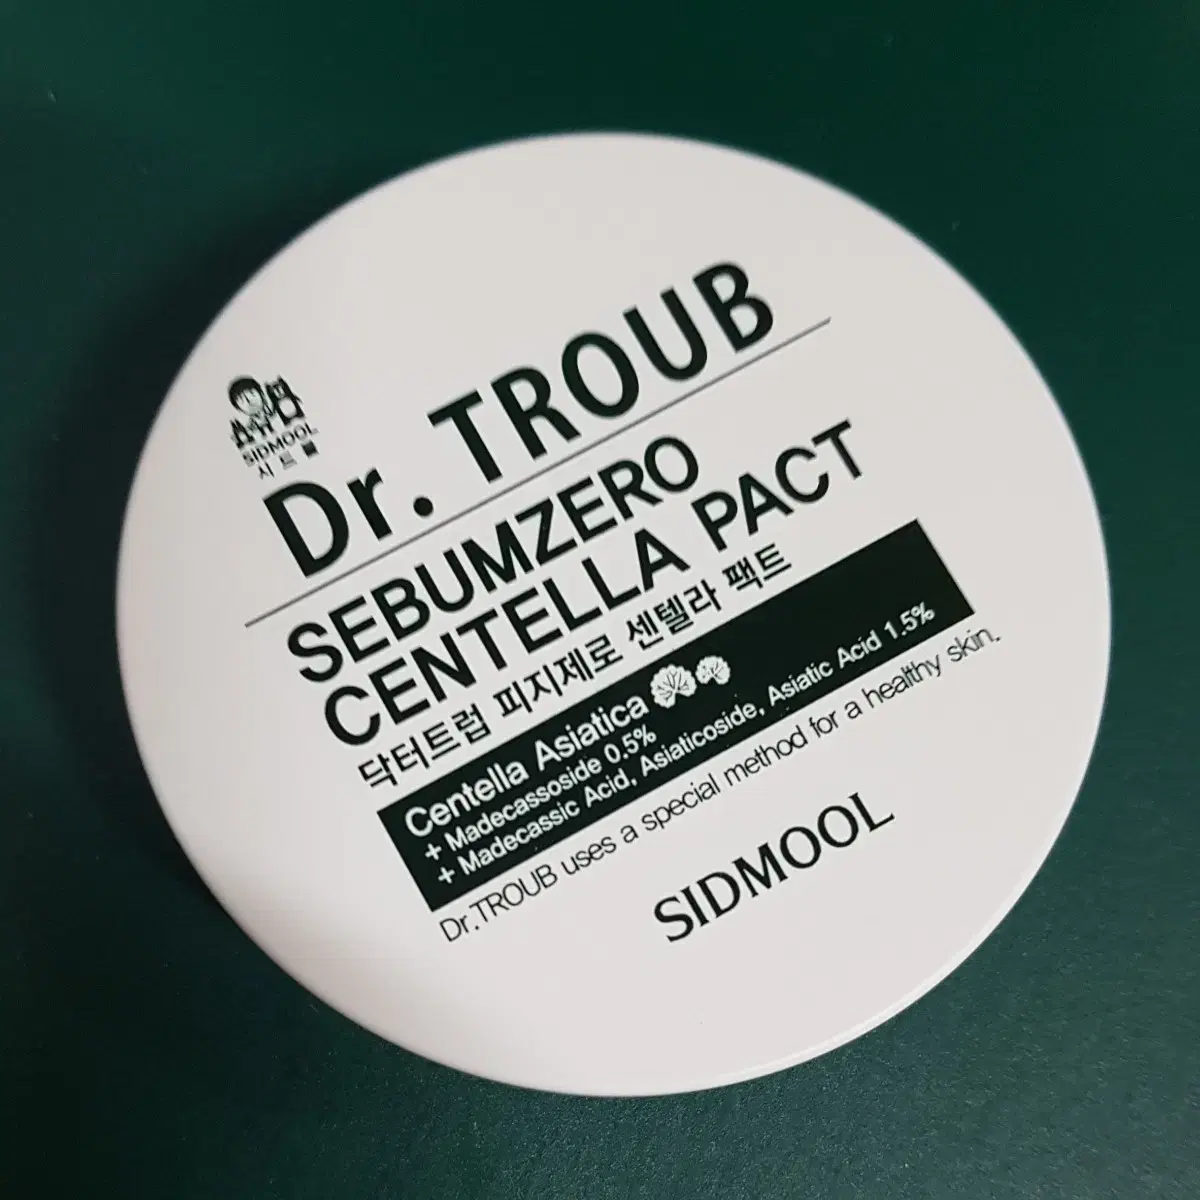 SIDMOOL
시드물
Dr. TROUB
SEBUMZERO
CENTELLA PACT
닥터트럽 피지제로 센텔라 팩트
Centella Asiatica
+ Madecassoside 0.5%
+ Madecassic Acid, Asiaticoside, Asiatic Acid 1.5%
Dr.TROUB uses a special method for a healthy skin.
SIDMOOL